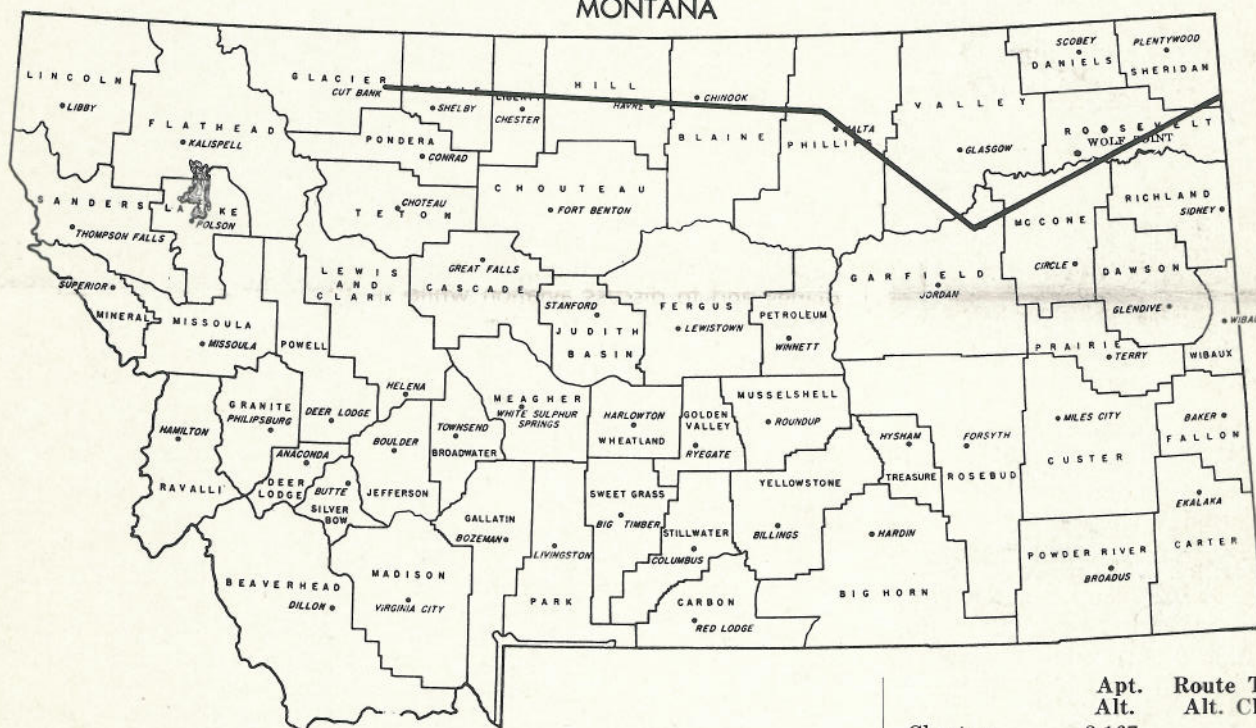 MONTANA
LINCOLN
LIBBY
FLATHEAD
KALISPELL
GLACIER
CUT BANK
SHELBY
LIBERTY
CHESTER
HILL
HAVRE
CHINOOK
BLAINE
PHILLIPS
MALTA
VALLEY
GLASGOW
SCOBEY
DANIELS
PLENTYWOOD
SHERIDAN
ROOSEVELT
WOLF POINT
PONDERA
CONRAD
SANDERS
THOMPSON FALLS
LAKE
POLSON
TETON
CHOTEAU
CHOUTEAU
FORT BENTON
MCCONE
CIRCLE
RICHLAND
SIDNEY
SUPERIOR
MINERAL
MISSOULA
MISSOULA
POWELL
LEWIS
AND
CLARK
GREAT FALLS
CASCADE
STANFORD
JUDITH
BASIN
FERGUS
LEWISTOWN
PETROLEUM
WINNETT
GARFIELD
JORDAN
DAWSON
GLENDIVE
PRAIRIE
TERRY
WIBAUX
HELENA
GRANITE
PHILIPSBURG
DEER LODGE
HAMILTON
RAVALLI
ANACONDA
DEER
LODGE
BUTTE
SILVER
BOW
BOULDER
JEFFERSON
TOWNSEND
BROADWATER
MEAGHER
WHITE SULPHUR
SPRINGS
HARLOWTON
WHEATLAND
GOLDEN
VALLEY
RYEGATE
MUSSELSHELL
ROUNDUP
HYSHAM
TREASURE
FORSYTH
ROSEBUD
MILES CITY
CUSTER
BAKER
FALLON
EKALAKA
CARTER
GALLATIN
BOZEMAN
LIVINGSTON
PARK
SWEET GRASS
BIG TIMBER
STILLWATER
COLUMBUS
YELLOWSTONE
BILLINGS
HARDIN
BIG HORN
POWDER RIVER
BROADUS
BEAVERHEAD
DILLON
MADISON
VIRGINIA CITY
CARBON
RED LODGE
Apt. Route
Alt. Alt.